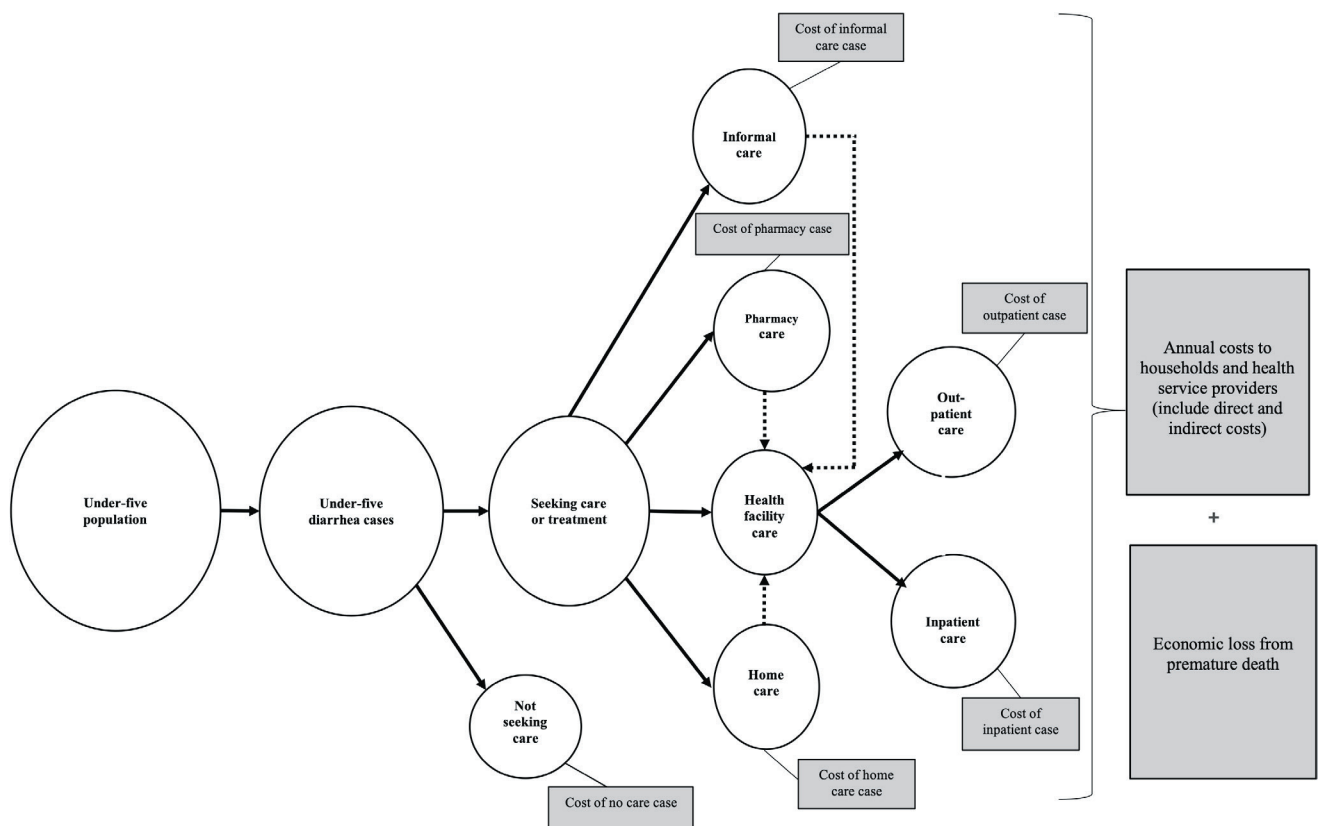 Cost of informal
care case
Informal
care
Cost of pharmacy case
Pharmacy
care
Cost of
outpatient case
Out-
patient
care
Annual costs to
households and health
service providers
(include direct and
indirect costs)
Under-five
population
Under-five
diarrhea cases
Seeking care
or treatment
Health
facility
care
+
Inpatient
care
Economic loss from
premature death
Home
care
Not
seeking
care
Cost of
inpatient case
Cost of home
care case
Cost of no care case